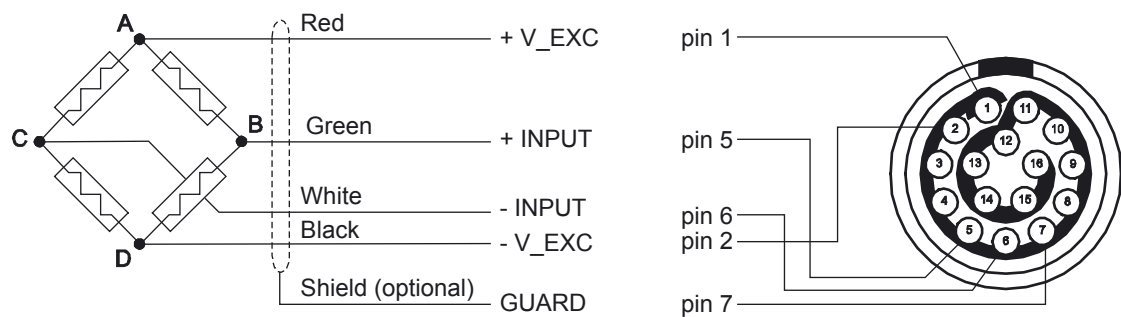 A
Red
+ V_EXC
pin 1
B
Green
+ INPUT
pin 5
C
White
- INPUT
pin 6
Black
- V_EXC
pin 2
D
Shield (optional)
GUARD
pin 7
1
11
2
10
12
3
13
16
9
4
14
15
8
5
6
7